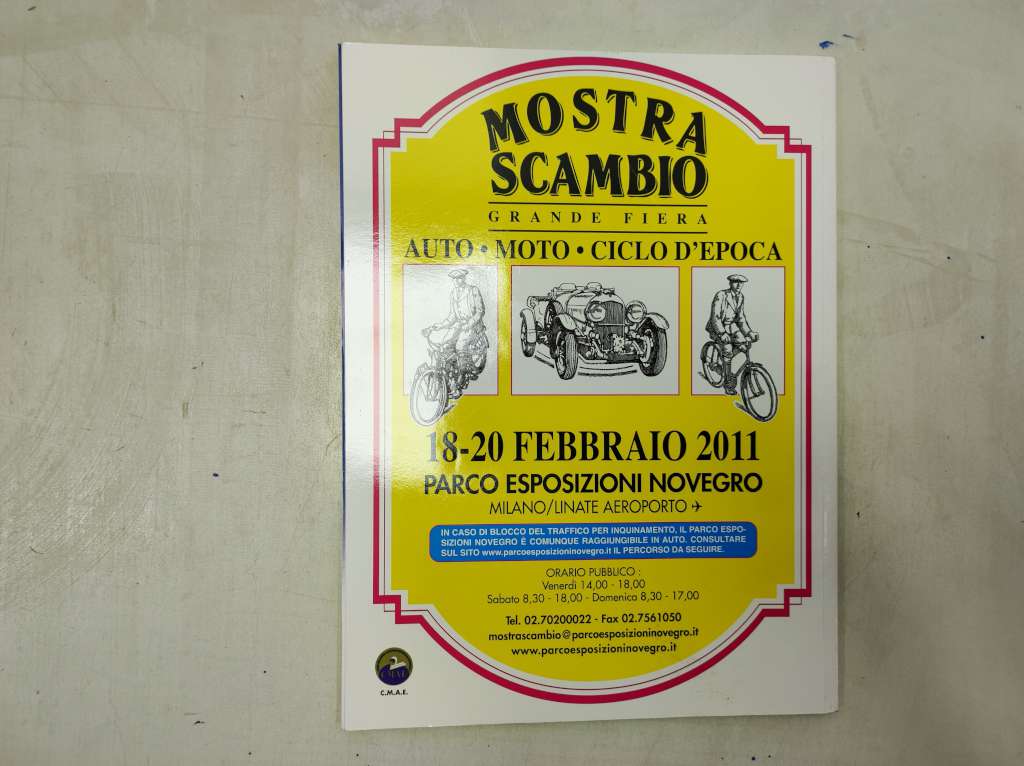 MOSTRA
SCAMBIO
GRANDE FIERA
AUTO • MOTO • CICLO D'EPOCA
18-20 FEBBRAIO 2011
PARCO ESPOSIZIONI NOVEGRO
MILANO/LINATE AEROPORTO ✈
IN CASO DI BLOCCO DEL TRAFFICO PER INQUINAMENTO, IL PARCO ESPO-
SIZIONI NOVEGRO È COMUNQUE RAGGIUNGIBILE IN AUTO. CONSULTARE
SUL SITO www.parcoesposizioninovegro.it IL PERCORSO DA SEGUIRE.
ORARIO PUBBLICO :
Venerdì 14,00 - 18,00
Sabato 8,30 - 18,00 - Domenica 8,30 - 17,00
Tel. 02.70200022 - Fax 02.7561050
mostrascambio@parcoesposizioninovegro.it
www.parcoesposizioninovegro.it
C.M.A.E.
C.M.A.E.